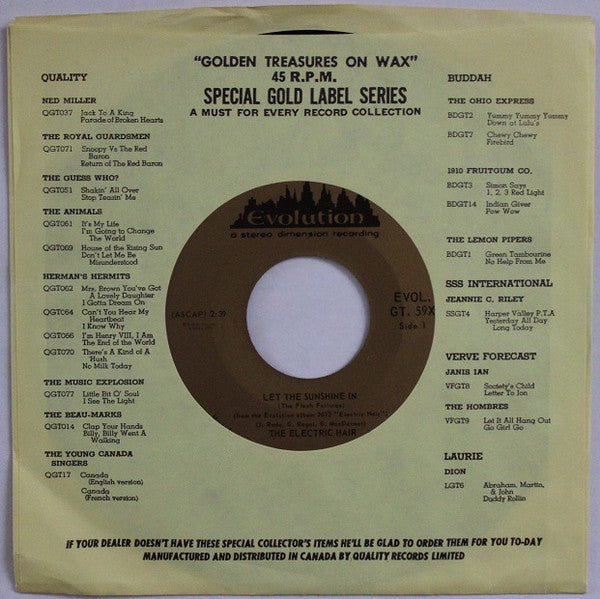 "GOLDEN TREASURES ON WAX"
45 R.P.M.
SPECIAL GOLD LABEL SERIES
A MUST FOR EVERY RECORD COLLECTION
QUALITY
NED MILLER
QGT037 Jack To A King
Parade of Broken Hearts
THE ROYAL GUARDSMEN
QGT071 Snoopy Vs The Red
Baron
Return of The Red Baron
THE GUESS WHO?
QGT051 Shakin' All Over
Stop Teasin' Me
THE ANIMALS
QGT061 It's My Life
I'm Going to Change
The World
QGT069 House of the Rising Sun
Don't Let Me Be
Misunderstood
HERMAN'S HERMITS
QGT062 Mrs. Brown You've Got
A Lovely Daughter
I Gotta Dream On
QGT064 Can't You Hear My
Heartbeat
I Know Why
QGT066 I'm Henry VIII, I Am
The End of the World
QGT070 There's A Kind of A
Hush
No Milk Today
THE MUSIC EXPLOSION
QGT077 Little Bit O' Soul
I See The Light
THE BEAU-MARKS
QGT014 Clap Your Hands
Billy, Billy Went A
Walking
THE YOUNG CANADA
SINGERS
QGT17 Canada
(English version)
Canada
(French version)
Evolution
a stereo dimension recording
(ASCAP) 2:39
EVOL.
GT. 59X
Side 1
LET THE SUNSHINE IN
(The Flesh Failures)
(from the Evolution album 2012 "Electric Hair")
(J. Rado, G. Ragni, G. MacDermot)
THE ELECTRIC HAIR
BUDDAH
THE OHIO EXPRESS
BDGT2 Yummy Yummy Yummy
Down at Lulu's
BDGT7 Chewy Chewy
Firebird
1910 FRUITGUM CO.
BDGT3 Simon Says
1, 2, 3 Red Light
BDGT14 Indian Giver
Pow Wow
THE LEMON PIPERS
BDGT1 Green Tambourine
No Help From Me
SSS INTERNATIONAL
JEANNIE C. RILEY
SSGT4 Harper Valley P.T.A
Yesterday All Day
Long Today
VERVE FORECAST
JANIS IAN
VFGT8 Society's Child
Letter To Jon
THE HOMBRES
VFGT9 Let It All Hang Out
Go Girl Go
LAURIE
DION
LGT6 Abraham, Martin,
& John
Daddy Rollin
IF YOUR DEALER DOESN'T HAVE THESE SPECIAL COLLECTOR'S ITEMS HE'LL BE GLAD TO ORDER THEM FOR YOU TO-DAY
MANUFACTURED AND DISTRIBUTED IN CANADA BY QUALITY RECORDS LIMITED